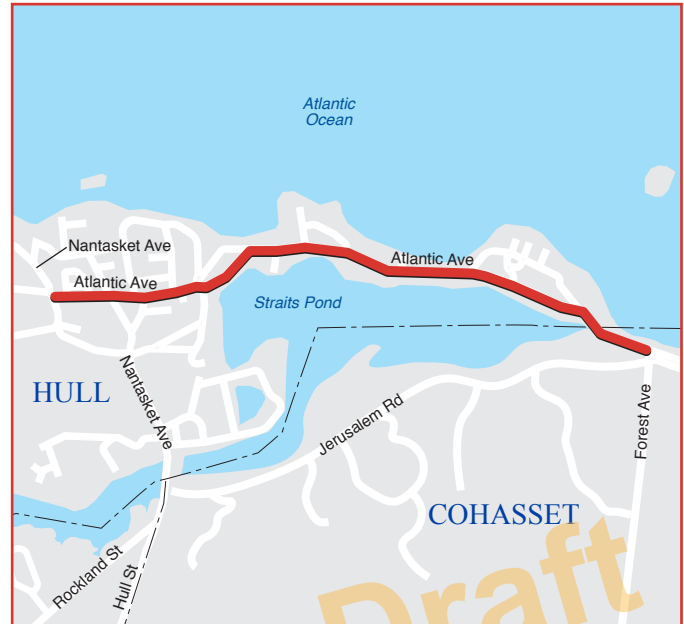 Atlantic
Ocean
Nantasket Ave
Atlantic Ave
Atlantic Ave
Straits Pond
HULL
Nantasket Ave
Jerusalem Rd
Forest Ave
COHASSET
Rockland St
Hull St
Draft